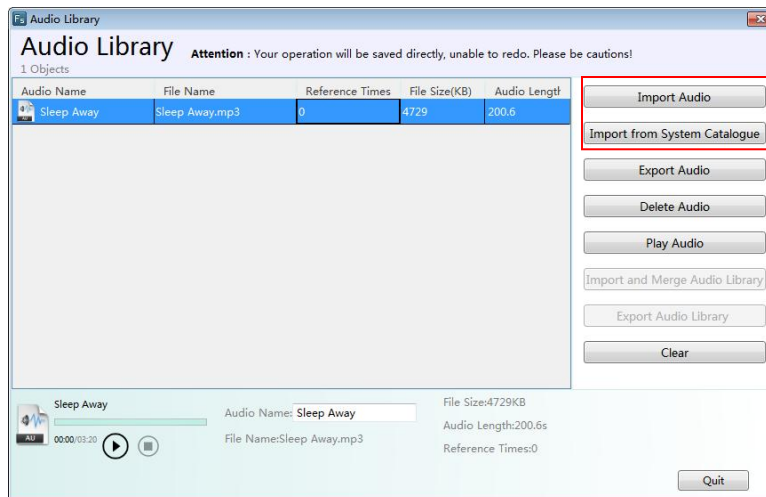 Fs Audio Library
Audio Library Attention : Your operation will be saved directly, unable to redo. Please be cautions!
1 Objects
Audio Name File Name Reference Times File Size(KB) Audio Lengtł
Sleep Away Sleep Away.mp3 0 4729 200.6
Import Audio
Import from System Catalogue
Export Audio
Delete Audio
Play Audio
Import and Merge Audio Library
Export Audio Library
Clear
Sleep Away
AU
00:00/03:20
Audio Name: Sleep Away
File Name:Sleep Away.mp3
File Size:4729KB
Audio Length:200.6s
Reference Times:0
Quit